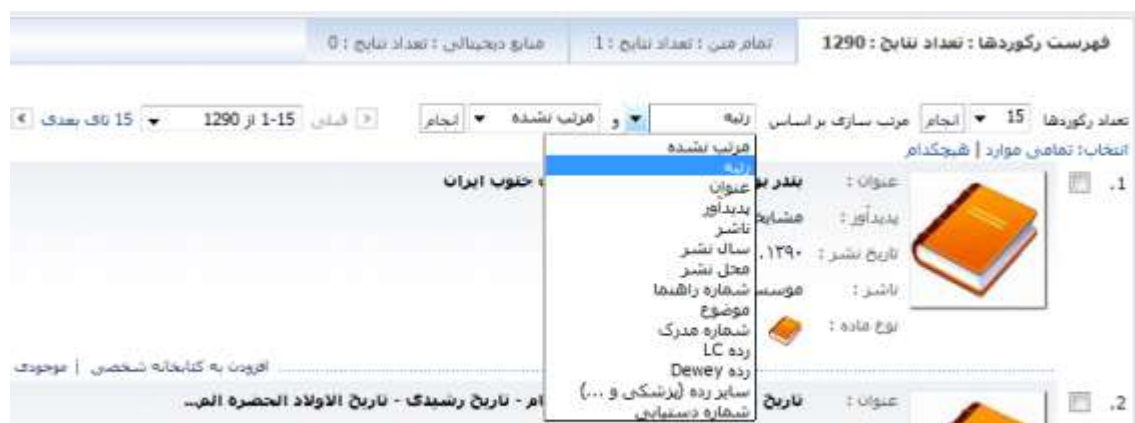 فهرست رکوردها : تعداد نتایج : 1290
تمام متن : تعداد نتایج : 1
منابع دیجیتالی : تعداد نتایج : 0
تعداد رکوردها 15 انجام مرتب سازی بر اساس رتبه و مرتب نشده انجام قبلی 1-15 از 1290 15 تای بعدی
انتخاب: تمامی موارد | هیچکدام
مرتب نشده
رتبه
عنوان
پدیدآور
ناشر
سال نشر
محل نشر
شماره راهنما
موضوع
شماره مدرک
رده LC
رده Dewey
سایر رده (پزشکی و ...)
شماره دستیابی
1. عنوان : بندر جنوب ایران
پدیدآور :
تاریخ نشر : ۱۳۹۰.
ناشر :
نوع ماده :
افزودن به کتابخانه شخصی | موجودی
2. عنوان : تاریخ - تاریخ رشیدی - تاریخ الاولاد الحضره الم...